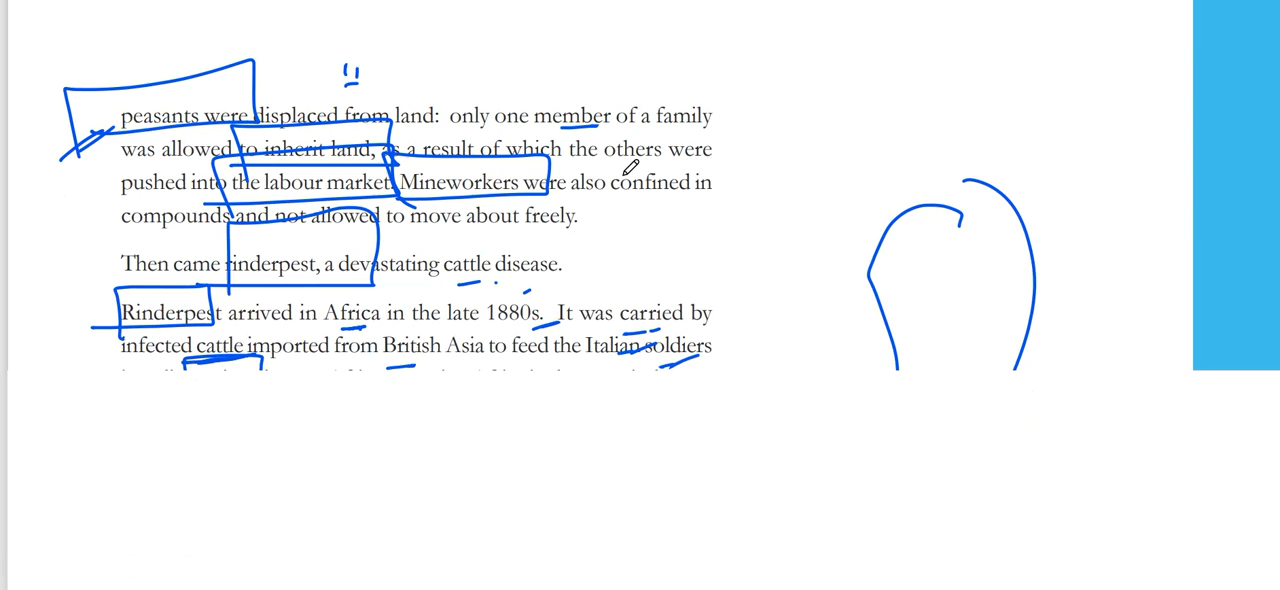 peasants were displaced from land: only one member of a family
was allowed to inherit land, as a result of which the others were
pushed into the labour market. Mineworkers were also confined in
compounds and not allowed to move about freely.
Then came rinderpest, a devastating cattle disease.
Rinderpest arrived in Africa in the late 1880s. It was carried by
infected cattle imported from British Asia to feed the Italian soldiers